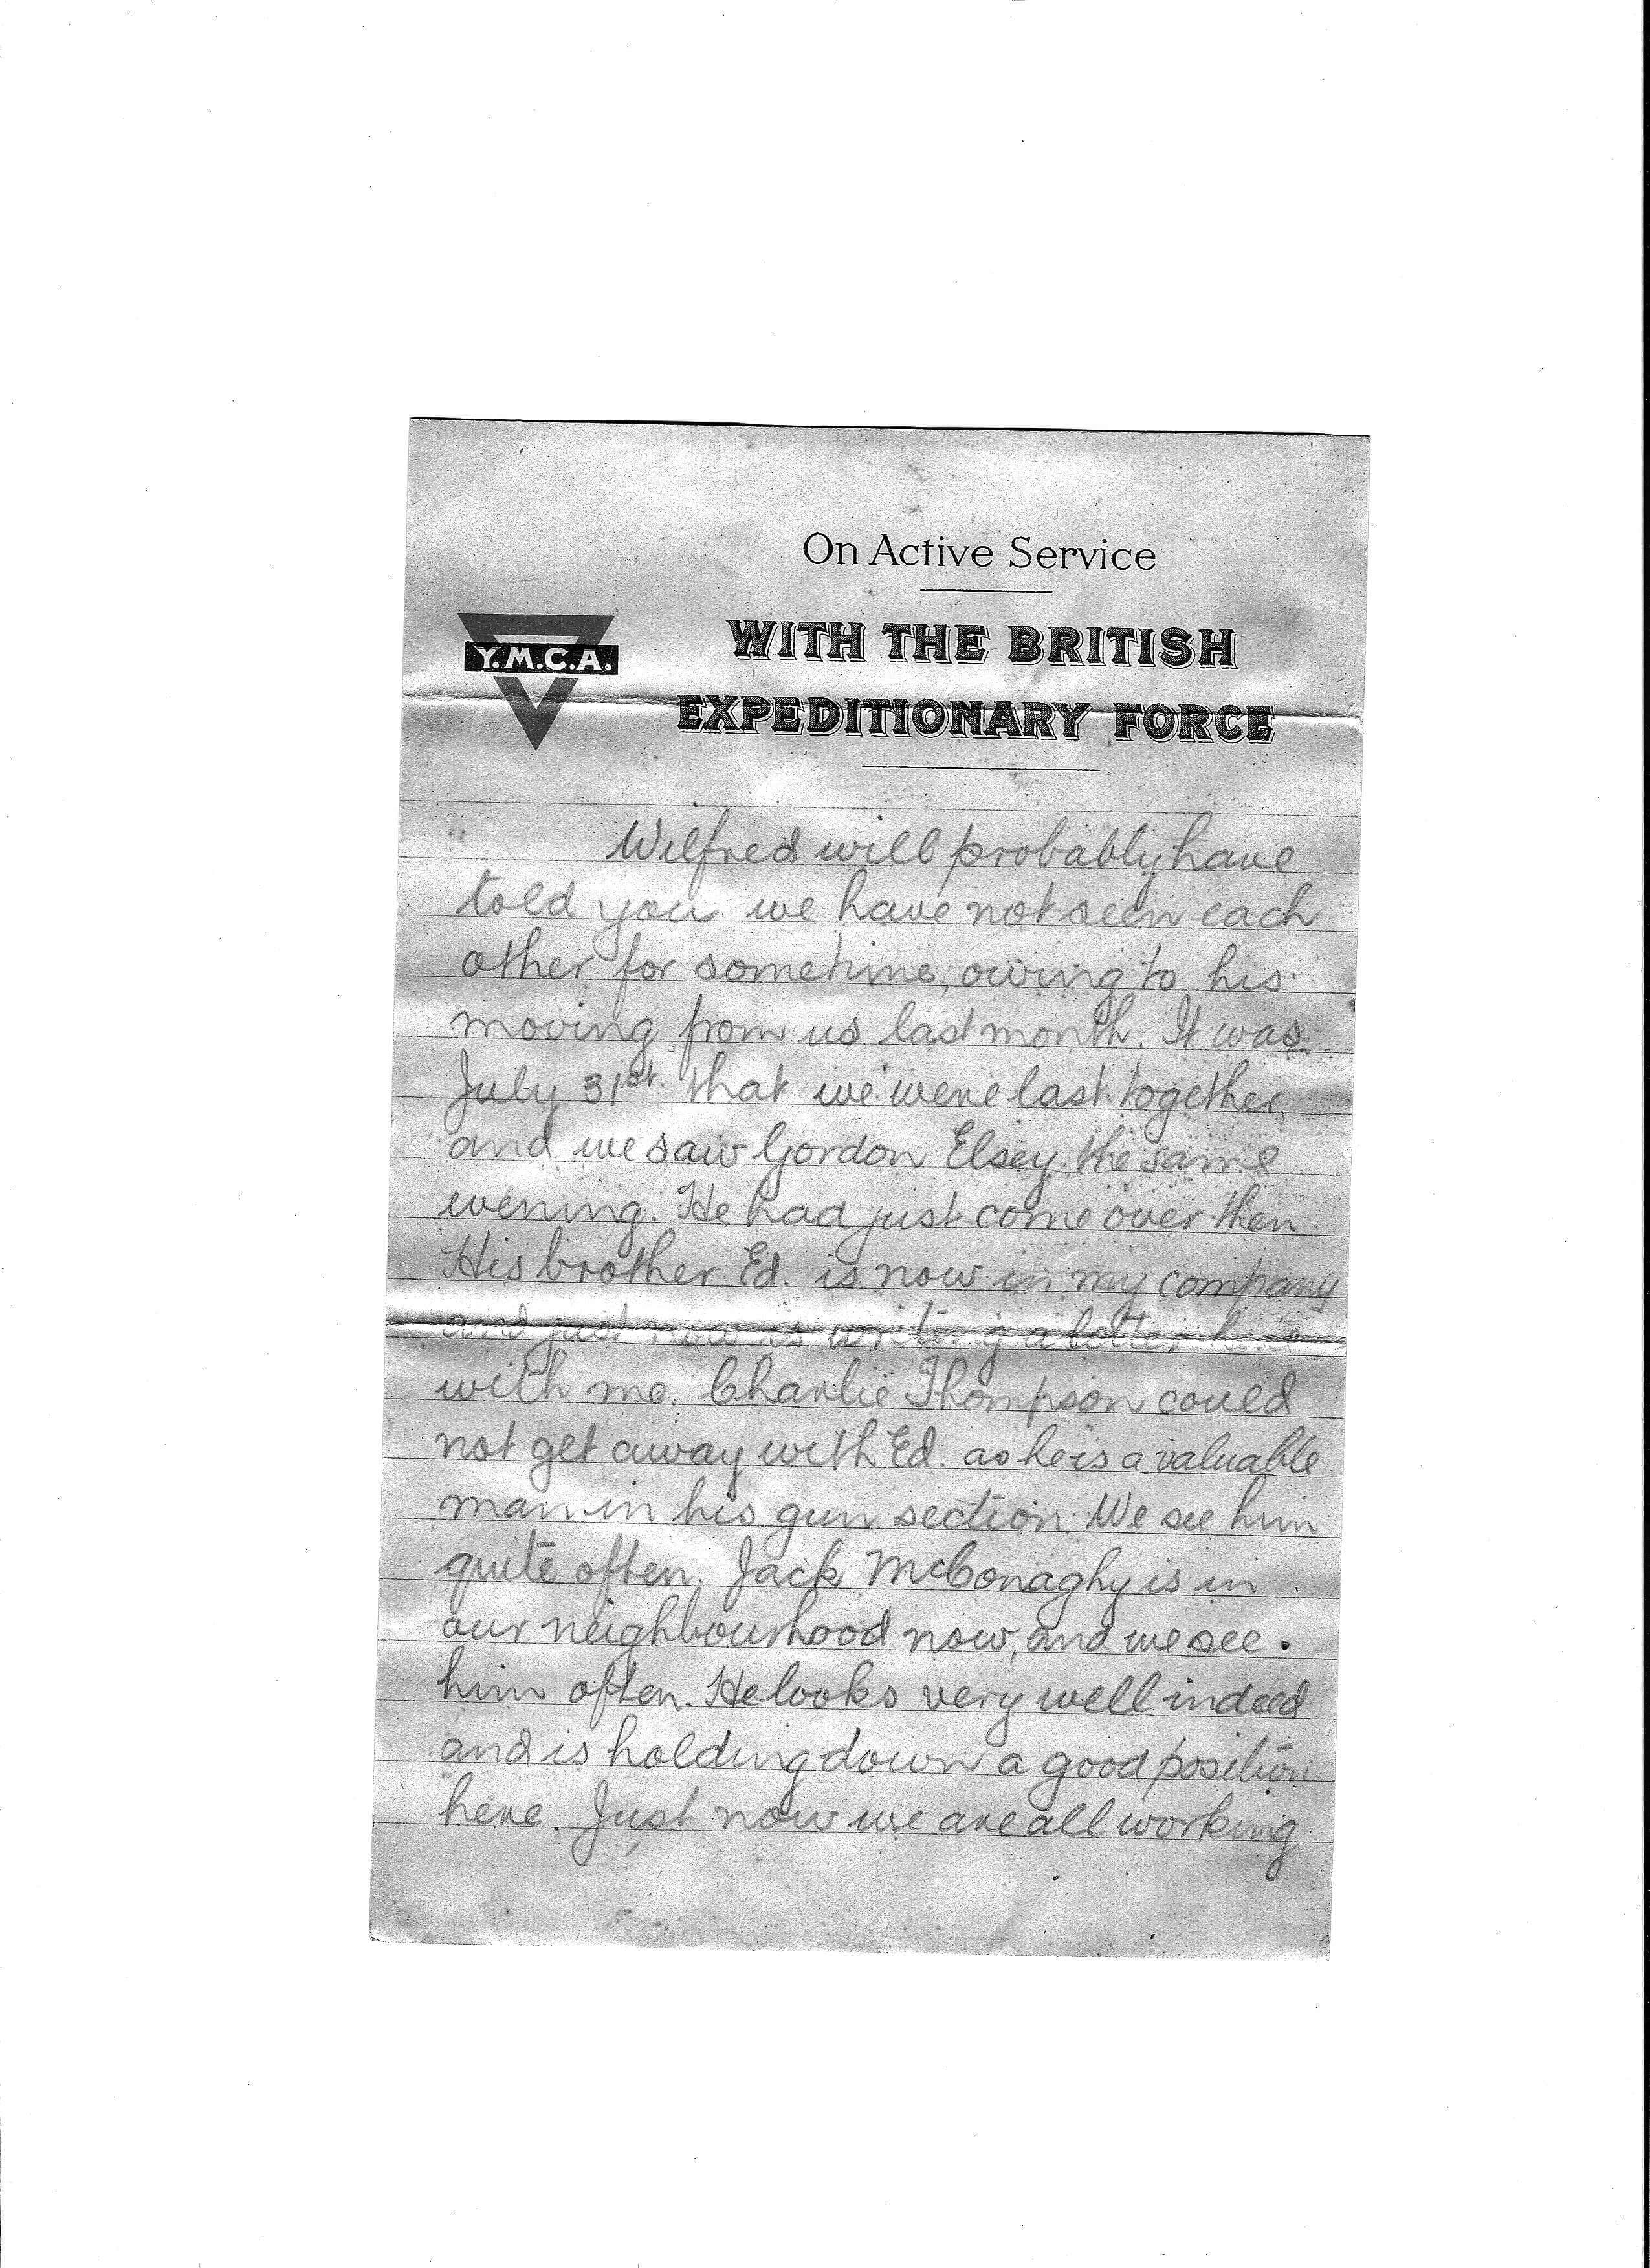 On Active Service
Y.M.C.A.
WITH THE BRITISH
EXPEDITIONARY FORCE
Wilfred will probably have
told you we have not seen each
other for sometime, owing to his
moving from us last month. It was
July 31st. that we were last together,
and we saw Gordon Elsey the same
evening. He had just come over then.
His brother Ed. is now in my company
and just now is writing a letter here
with me. Charlie Thompson could
not get away with Ed. as he is a valuable
man in his gun section. We see him
quite often. Jack McConaghy is in
our neighbourhood now, and we see
him often. He looks very well indeed
and is holding down a good position
here. Just now we are all working